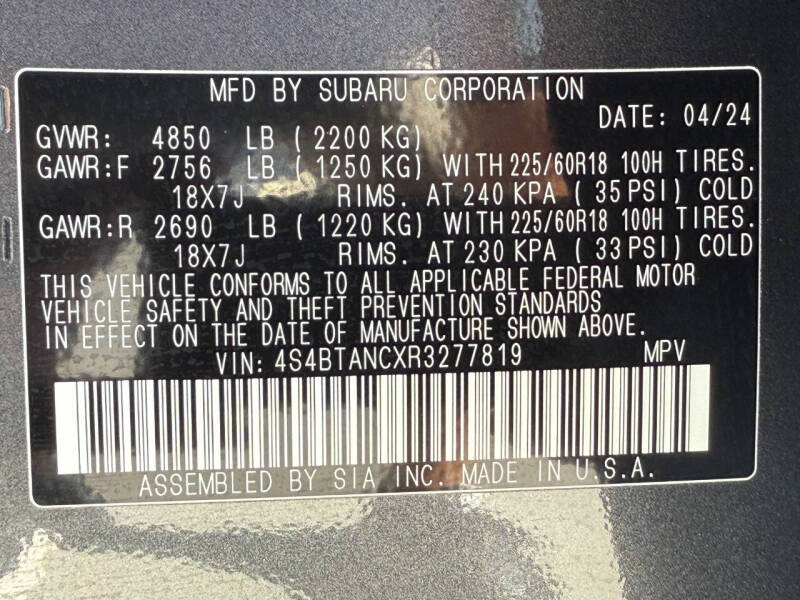 MFD BY SUBARU CORPORATION
DATE: 04/24
GVWR: 4850 LB ( 2200 KG)
GAWR:F 2756 LB ( 1250 KG) WITH 225/60R18 100H TIRES.
18X7J RIMS. AT 240 KPA ( 35 PSI) COLD
GAWR:R 2690 LB ( 1220 KG) WITH 225/60R18 100H TIRES.
18X7J RIMS. AT 230 KPA ( 33 PSI) COLD
THIS VEHICLE CONFORMS TO ALL APPLICABLE FEDERAL MOTOR
VEHICLE SAFETY AND THEFT PREVENTION STANDARDS
IN EFFECT ON THE DATE OF MANUFACTURE SHOWN ABOVE.
VIN: 4S4BTANCXR3277819 MPV
ASSEMBLED BY SIA INC. MADE IN U.S.A.